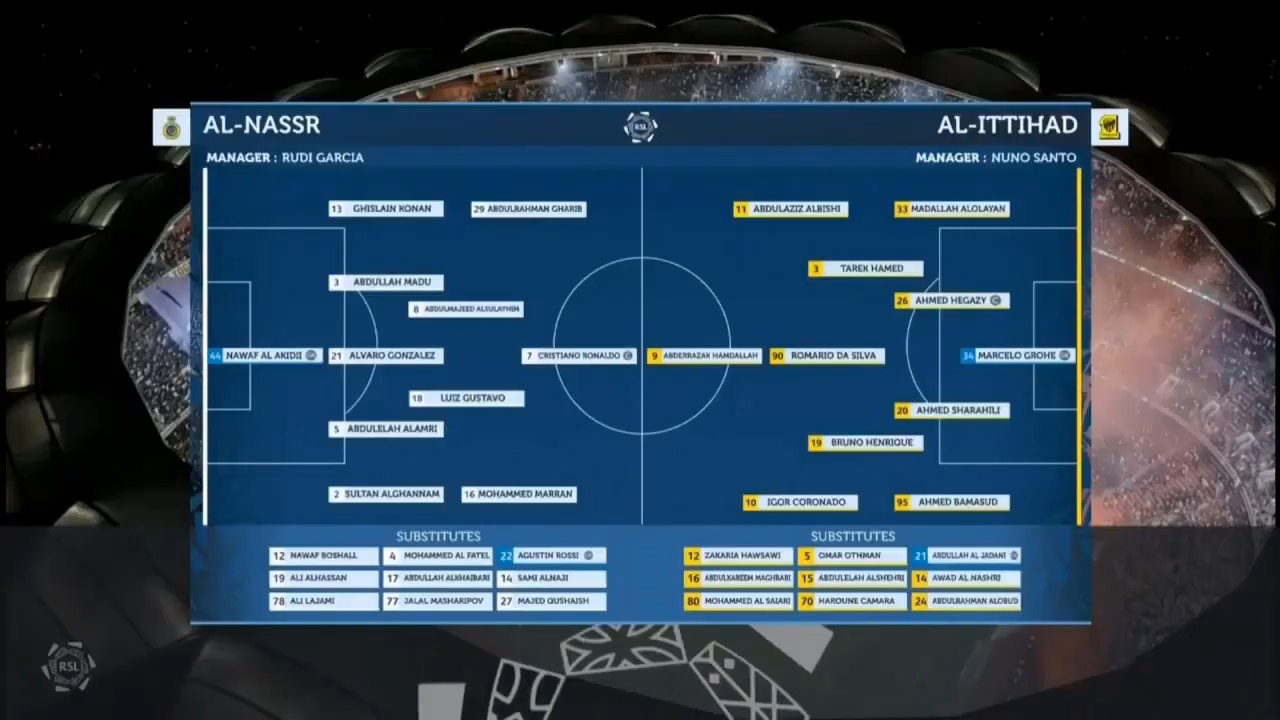 AL-NASSR
RSL
AL-ITTIHAD
MANAGER : RUDI GARCIA
MANAGER : NUNO SANTO
13 GHISLAIN KONAN
29 ABDULRAHMAN GHARIB
11 ABDULAZIZ ALBISHI
33 MADALLAH ALOLAYAN
3 TAREK HAMED
3 ABDULLAH MADU
26 AHMED HEGAZY C
8 ABDULMAJEED ALSULAYHIM
44 NAWAF AL AKIDII GK
21 ALVARO GONZALEZ
7 CRISTIANO RONALDO C
9 ABDERRAZAK HAMDALLAH
90 ROMARIO DA SILVA
34 MARCELO GROHE GK
18 LUIZ GUSTAVO
20 AHMED SHARAHILI
5 ABDULELAH ALAMRI
19 BRUNO HENRIQUE
2 SULTAN ALGHANNAM
16 MOHAMMED MARRAN
10 IGOR CORONADO
95 AHMED BAMASUD
SUBSTITUTES
SUBSTITUTES
12 NAWAF BOSHALL
4 MOHAMMED AL FATEL
22 AGUSTIN ROSSI GK
12 ZAKARIA HAWSAWI
5 OMAR OTHMAN
21 ABDULLAH AL JADANI GK
19 ALI ALHASSAN
17 ABDULLAH ALKHAIBARI
14 SAMI ALNAJI
16 ABDULKAREEM MAGHRABI
15 ABDULELAH ALSHEHRI
14 AWAD AL NASHRI
78 ALI LAJAMI
77 JALAL MASHARIPOV
27 MAJED QUSHAISH
80 MOHAMMED AL SAIARI
70 HAROUNE CAMARA
24 ABDULRAHMAN ALOBUD
RSL